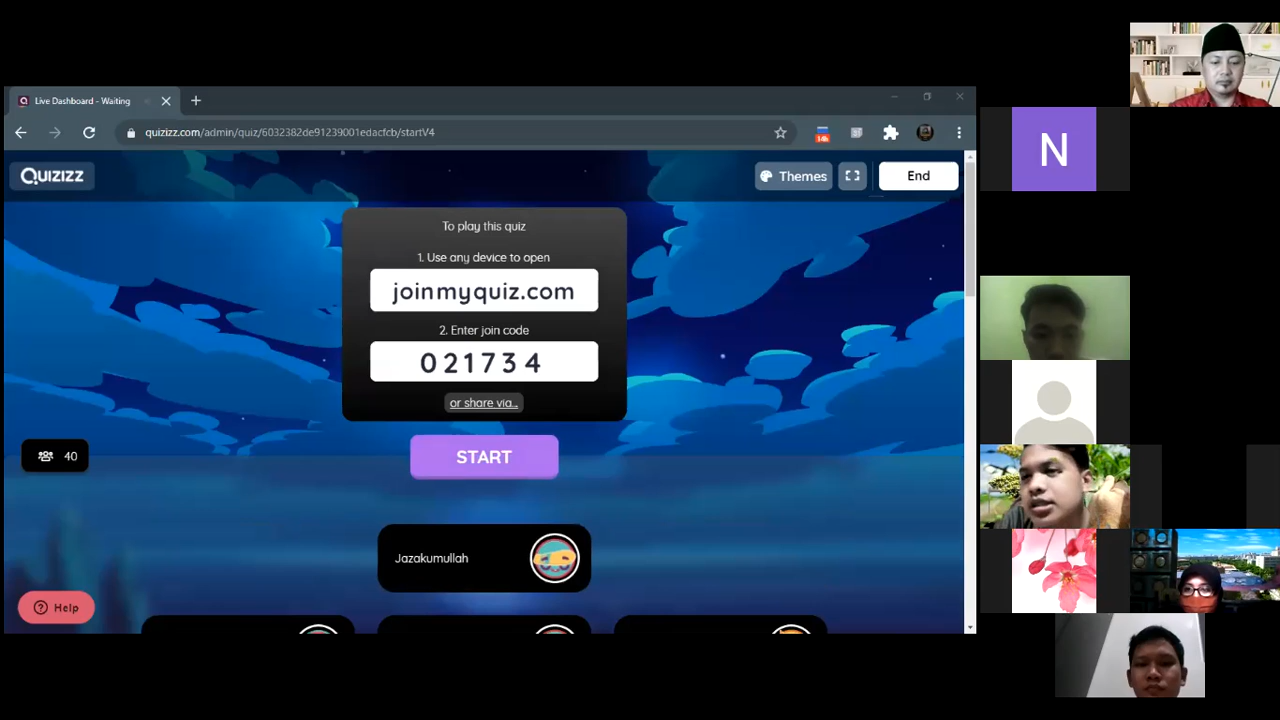 Live Dashboard - Waiting
quizizz.com/admin/quiz/6032382de91239001edacfcb/startV4
Quizizz
Themes
End
To play this quiz
1. Use any device to open
joinmyquiz.com
2. Enter join code
021734
or share via..
START
40
Jazakumullah
Help
N